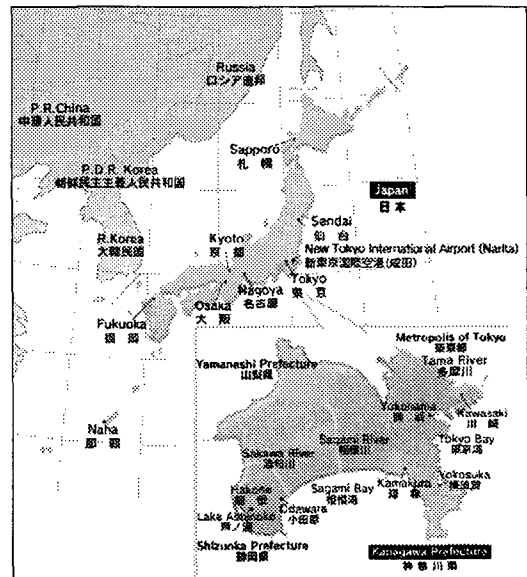 Russia
ロシア連邦
P.R.China
中華人民共和国
Sapporo
札幌
P.D.R. Korea
朝鮮民主主義人民共和国
Japan
日本
Sendai
仙台
R.Korea
大韓民国
Kyoto
京都
New Tokyo International Airport (Narita)
新東京国際空港(成田)
Nagoya
名古屋
Tokyo
東京
Osaka
大阪
Fukuoka
福岡
Metropolis of Tokyo
東京都
Yamanashi Prefecture
山梨県
Tama River
多摩川
Yokohama
横浜
Kawasaki
川崎
Naha
那覇
Sagami River
相模川
Tokyo Bay
東京湾
Sakawa River
酒匂川
Kamakura
鎌倉
Yokosuka
横須賀
Hakone
箱根
Sagami Bay
相模湾
Odawara
小田原
Lake Ashinoko
芦ノ湖
Shizuoka Prefecture
静岡県
Kanagawa Prefecture
神奈川県